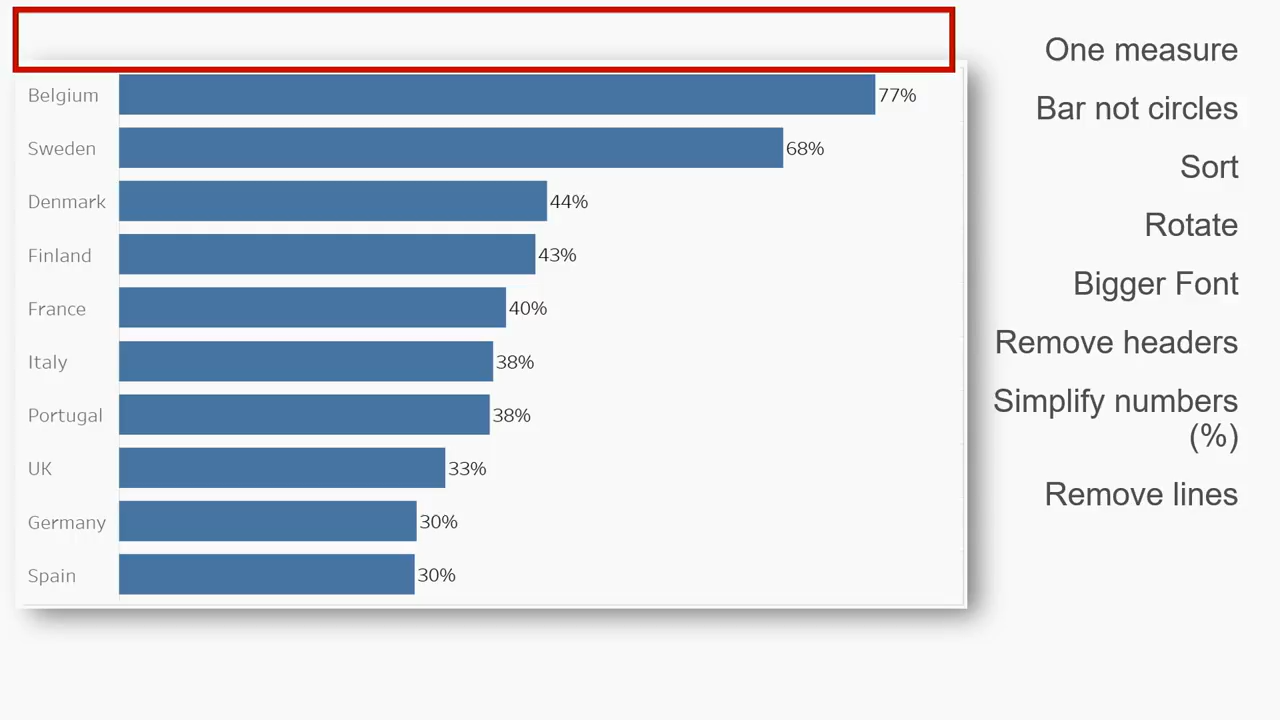 Belgium 77%
Sweden 68%
Denmark 44%
Finland 43%
France 40%
Italy 38%
Portugal 38%
UK 33%
Germany 30%
Spain 30%
One measure
Bar not circles
Sort
Rotate
Bigger Font
Remove headers
Simplify numbers
(%)
Remove lines